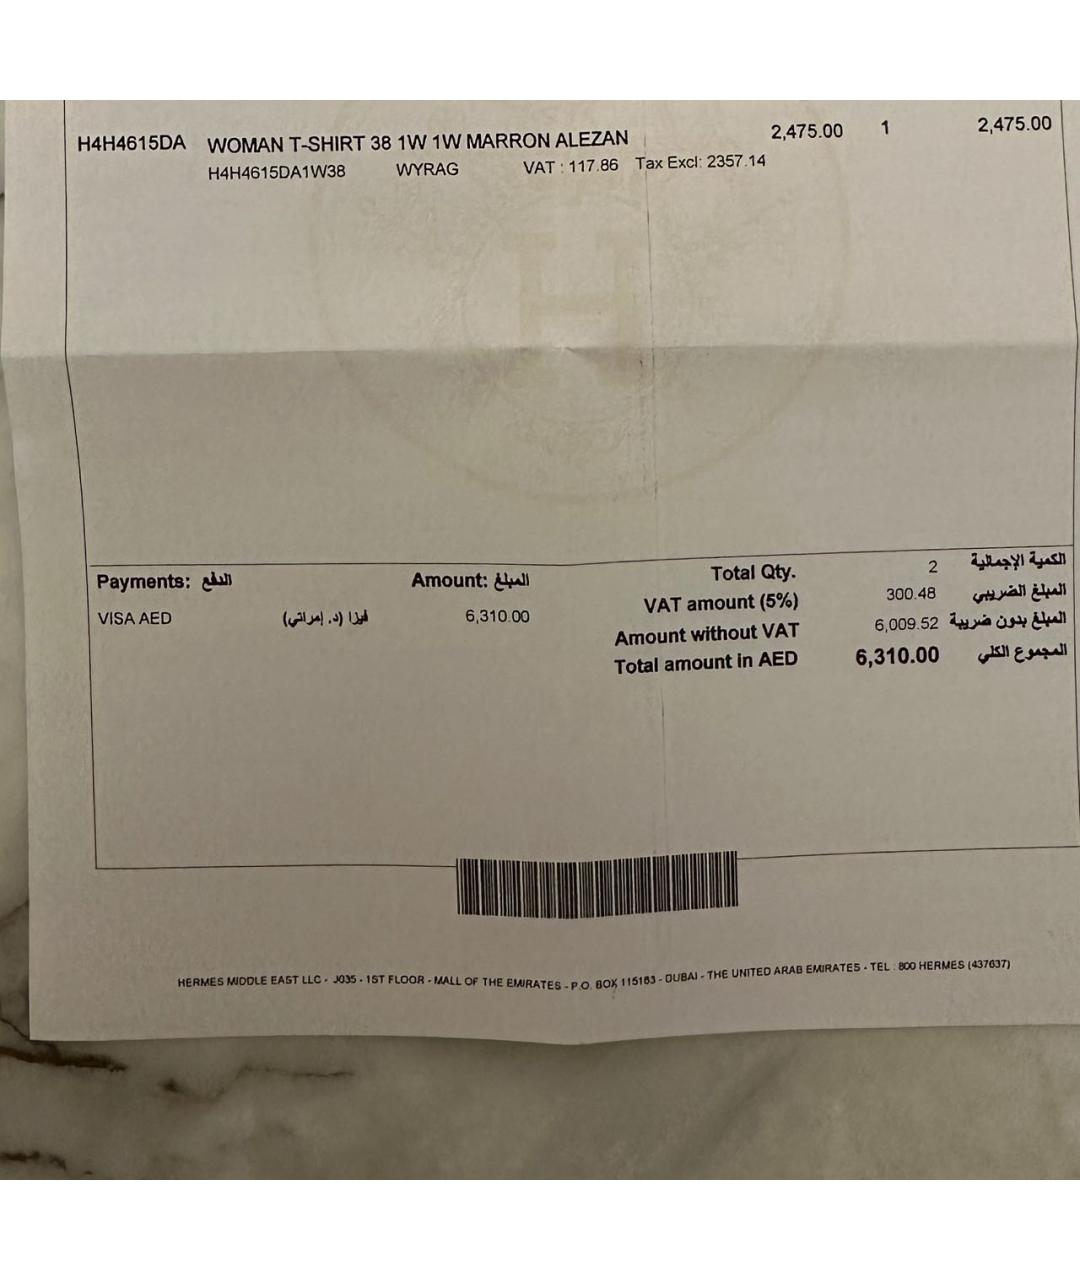 H4H4615DA WOMAN T-SHIRT 38 1W 1W MARRON ALEZAN 2,475.00 1 2,475.00
H4H4615DA1W38 WYRAG VAT : 117.86 Tax Excl: 2357.14
H
Payments: الدفع Amount: المبلغ
VISA AED فيزا (د. إمراتي) 6,310.00
Total Qty. 2 الكمية الإجمالية
VAT amount (5%) 300.48 المبلغ الضريبي
Amount without VAT 6,009.52 المبلغ بدون ضريبة
Total amount in AED 6,310.00 المجموع الكلي
HERMES MIDDLE EAST LLC - J035 - 1ST FLOOR - MALL OF THE EMIRATES - P.O. BOX 115163 - DUBAI - THE UNITED ARAB EMIRATES - TEL : 800 HERMES (437637)